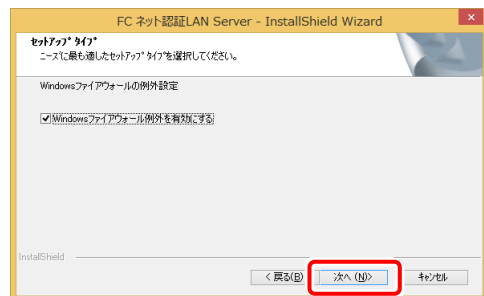 FC ネット認証LAN Server - InstallShield Wizard
セットアップ タイプ
ニーズに最も適したセットアップ タイプを選択してください。
Windowsファイアウォールの例外設定
Windowsファイアウォール例外を有効にする
InstallShield
< 戻る(B)
次へ (N)>
キャンセル